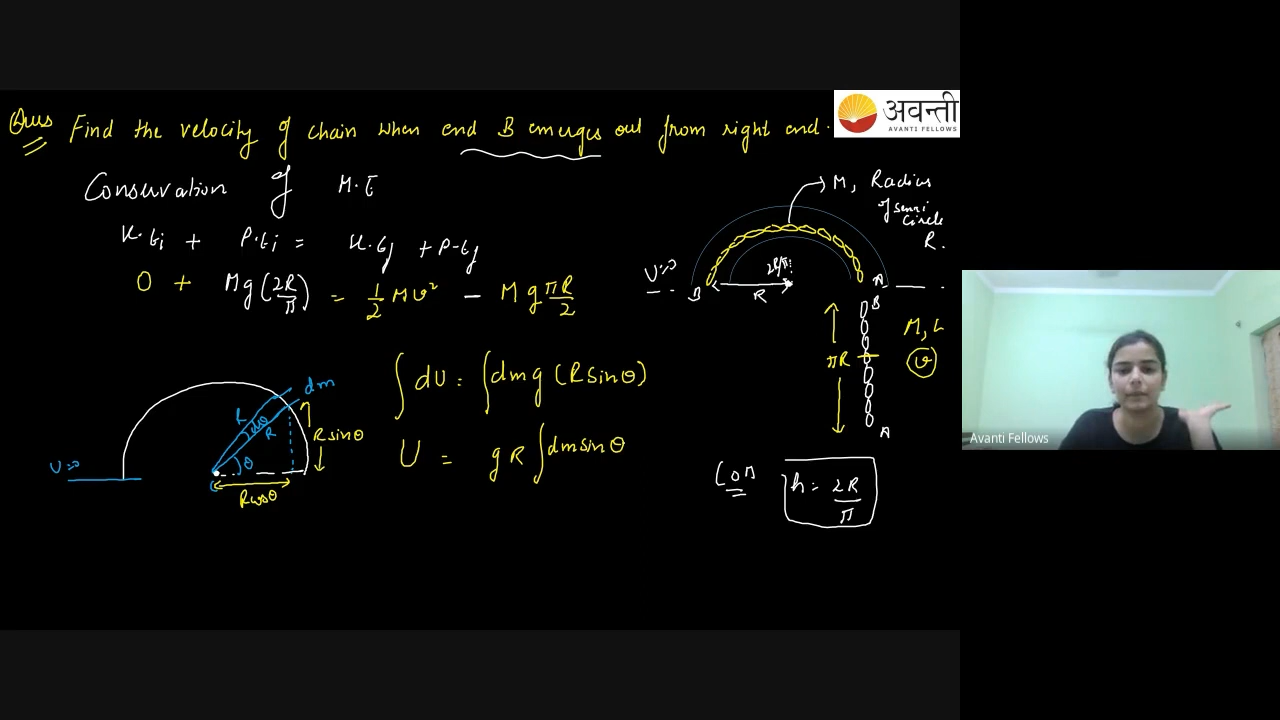 Ques Find the velocity of chain when end B emerges out from right end.
अवन्ती
AVANTI FELLOWS
Conservation of M.E
K.Ei + P.Ei = K.Ef + P.Ef
0 + Mg(2R/π) = 1/2 Mv² - Mg πR/2
M, Radius
of semi
circle
R.
U=0
2R/π
B
R
A
B
πR
M, L
v
A
∫dU = ∫dmg (R sinθ)
U = gR ∫dm sinθ
dm
R
dθ
R
θ
R sinθ
U=0
R cosθ
COM
h = 2R/π
Avanti Fellows